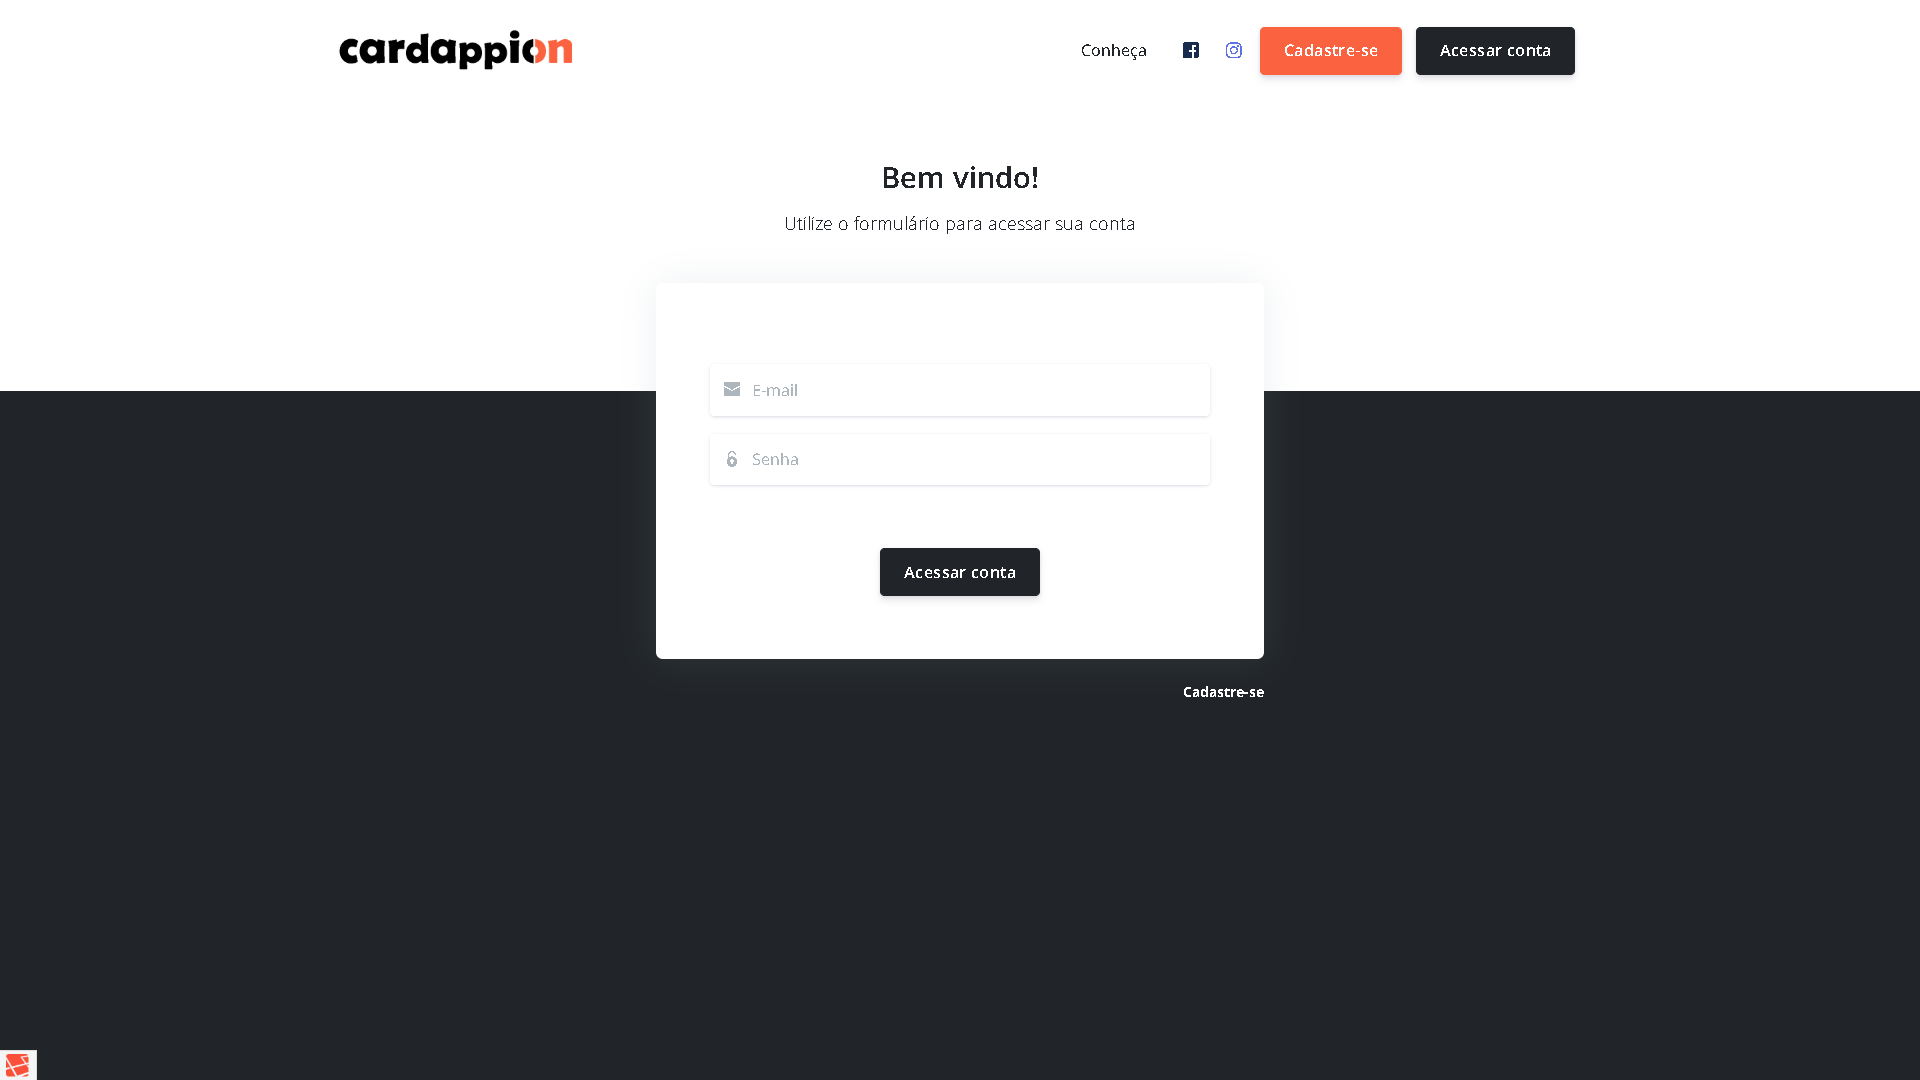 cardappion
Conheça
Cadastre-se
Acessar conta
Bem vindo!
Utilize o formulário para acessar sua conta
E-mail
Senha
Acessar conta
Cadastre-se